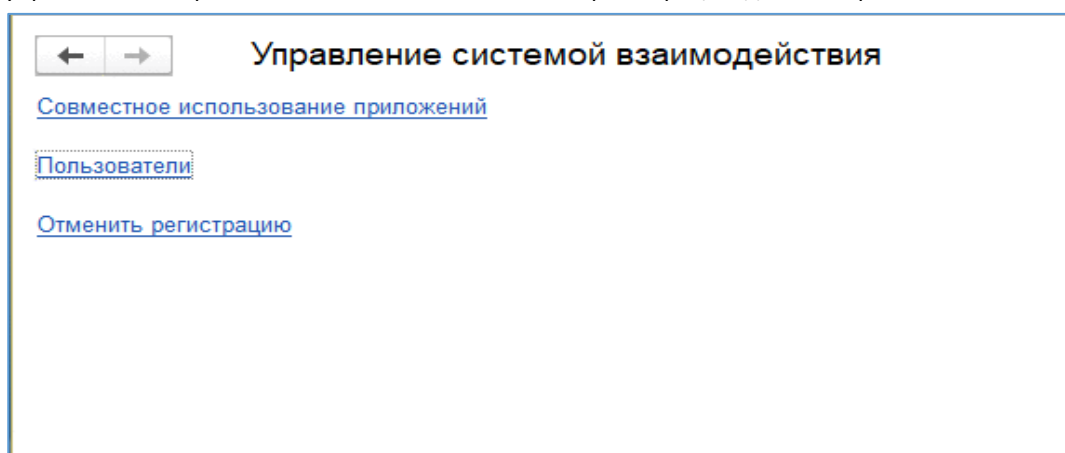 Управление системой взаимодействия
Совместное использование приложений
Пользователи
Отменить регистрацию